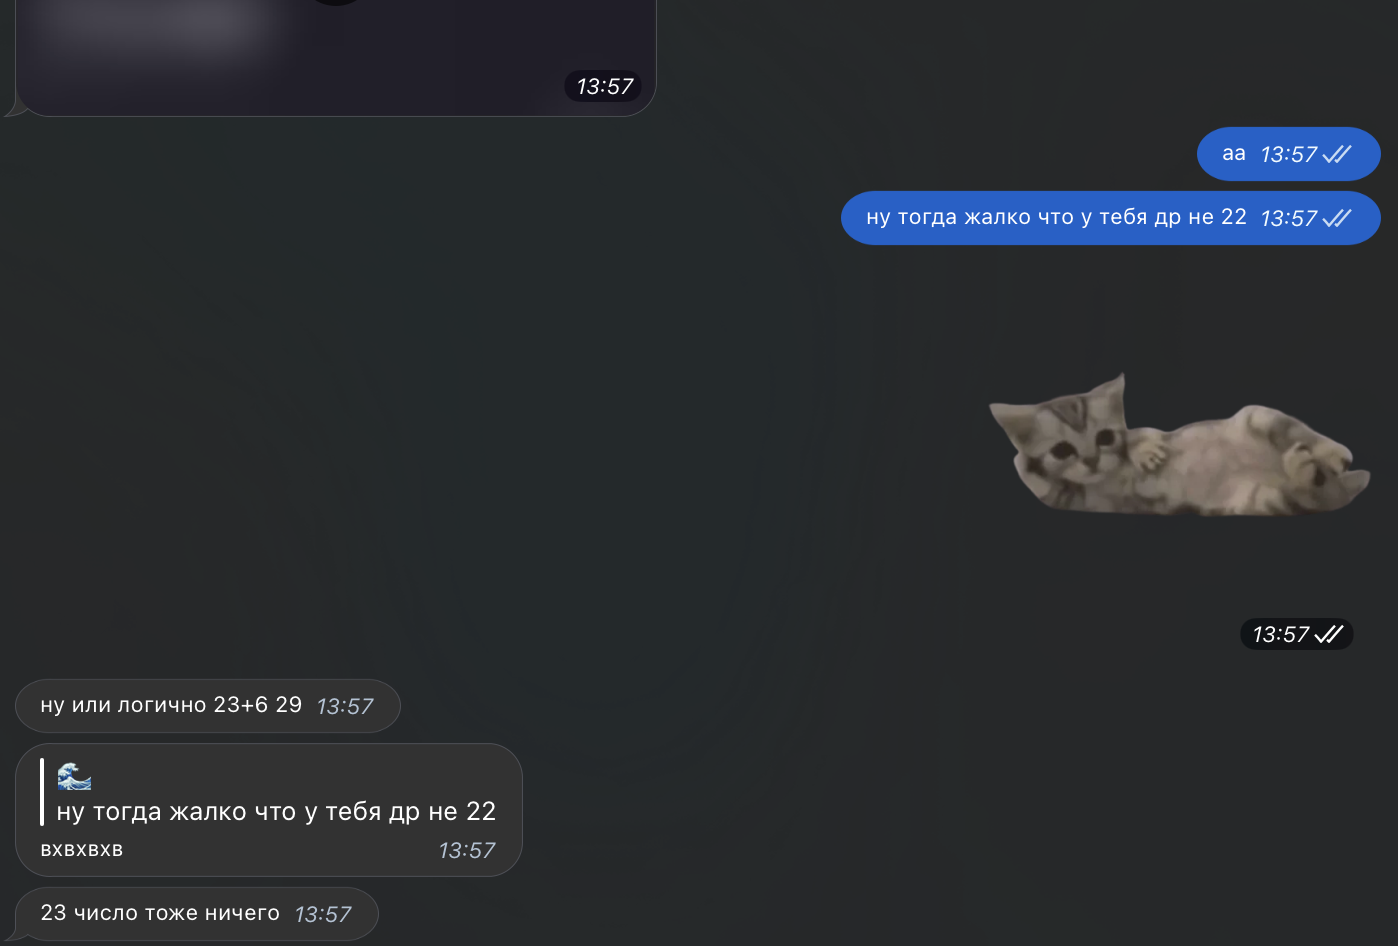 13:57
аа 13:57
ну тогда жалко что у тебя др не 22 13:57
13:57
ну или логично 23+6 29 13:57
🌊
ну тогда жалко что у тебя др не 22
вхвхвхв 13:57
23 число тоже ничего 13:57